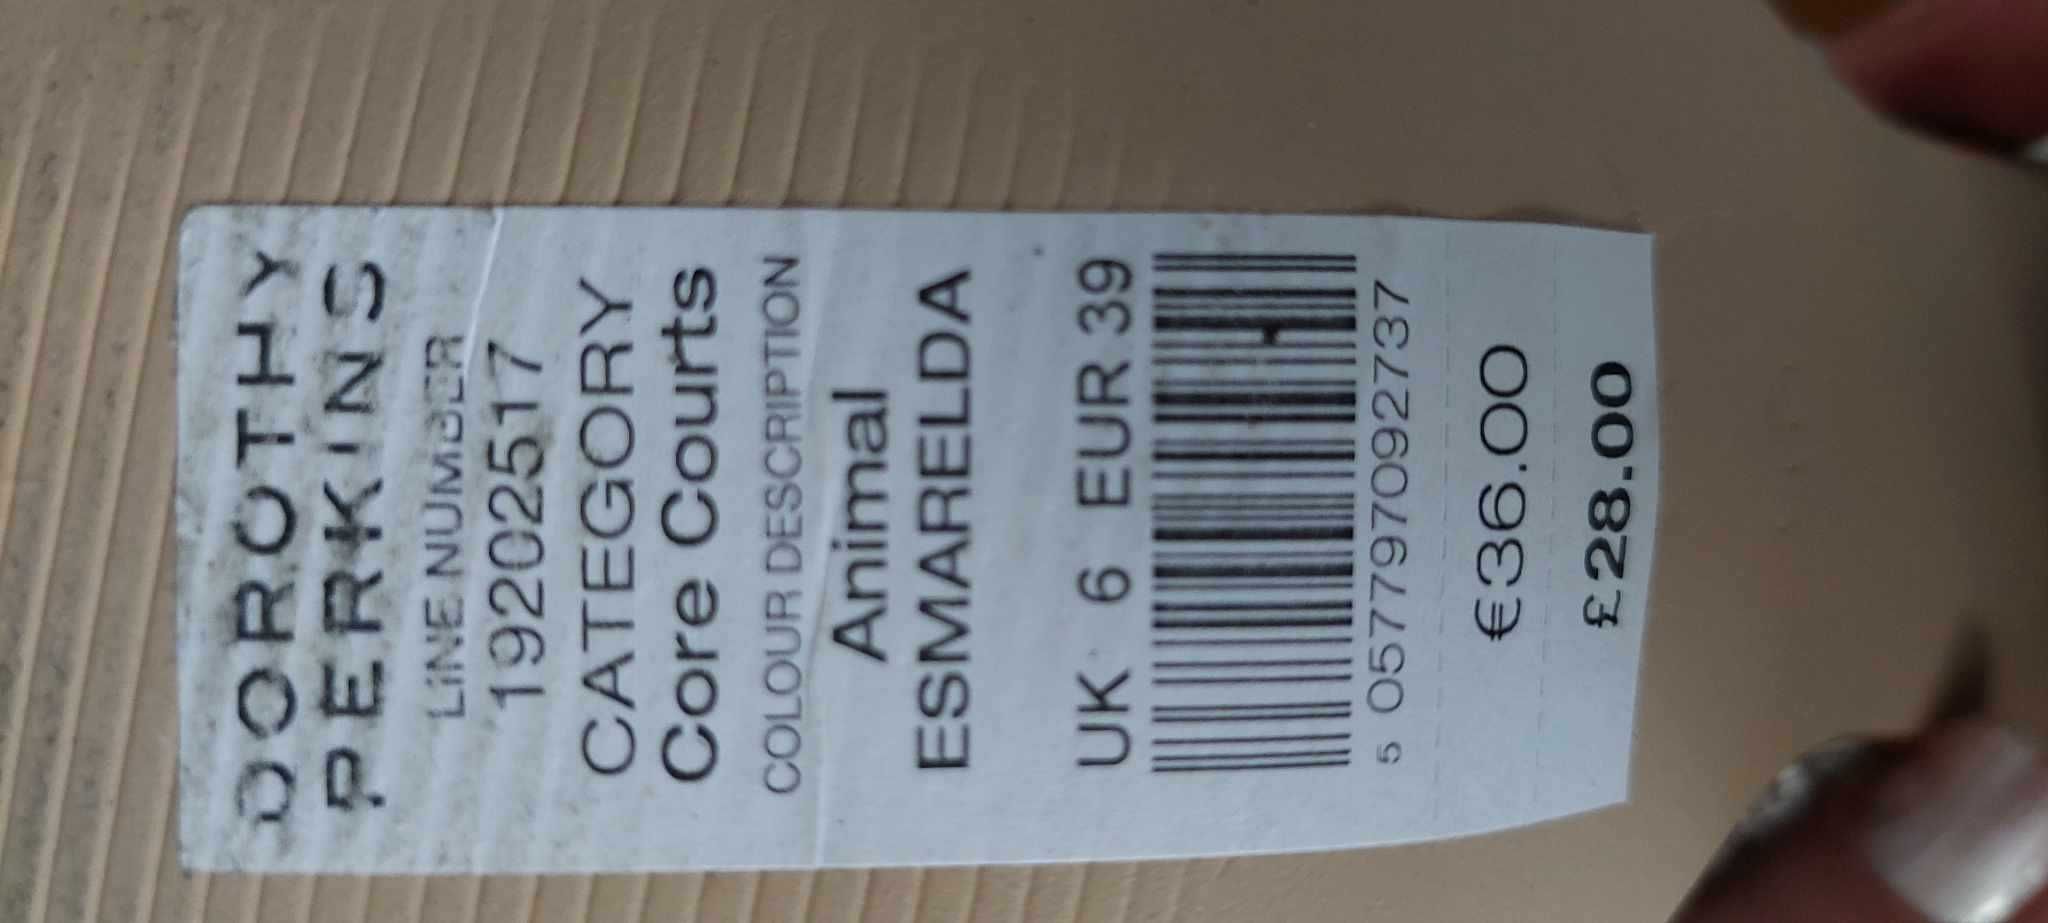 DOROTHY
PERKINS
LINE NUMBER
19202517
CATEGORY
Core Courts
COLOUR DESCRIPTION
Animal
ESMARELDA
UK 6 EUR 39
5 057797092737
€36.00
£28.00